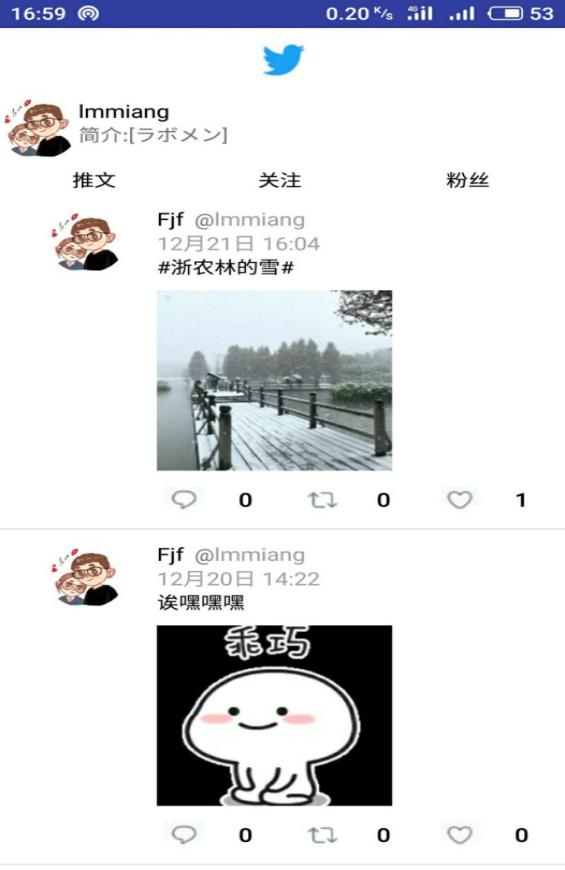 16:59 0.20 K/s 4G 53
lmmiang
简介:[ラボメン]
推文 关注 粉丝
Fjf @lmmiang
12月21日 16:04
#浙农林的雪#
0 0 1
Fjf @lmmiang
12月20日 14:22
诶嘿嘿嘿
乖巧
0 0 0